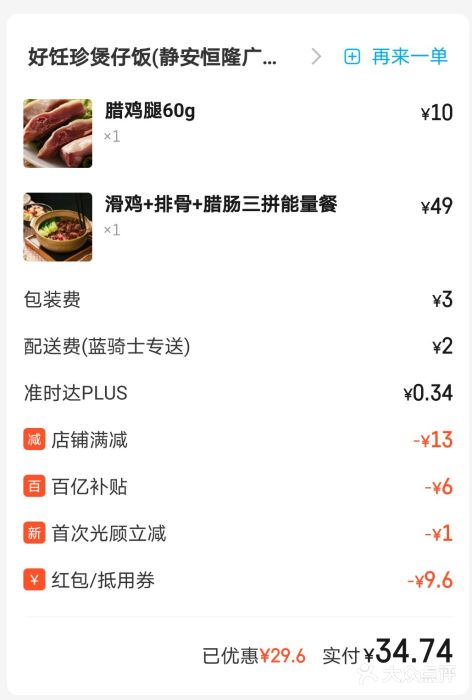 好饪珍煲仔饭(静安恒隆广...
再来一单
腊鸡腿60g
¥10
×1
滑鸡+排骨+腊肠三拼能量餐
¥49
×1
包装费 ¥3
配送费(蓝骑士专送) ¥2
准时达PLUS ¥0.34
减 店铺满减 -¥13
百 百亿补贴 -¥6
新 首次光顾立减 -¥1
¥ 红包/抵用券 -¥9.6
已优惠¥29.6 实付¥34.74
大众点评